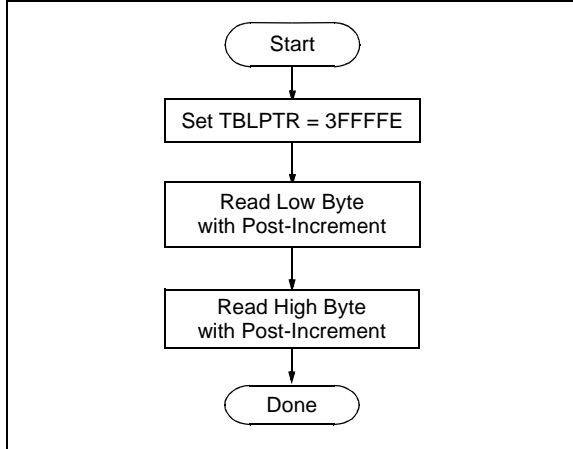 Start
Set TBLPTR = 3FFFFE
Read Low Byte
with Post-Increment
Read High Byte
with Post-Increment
Done